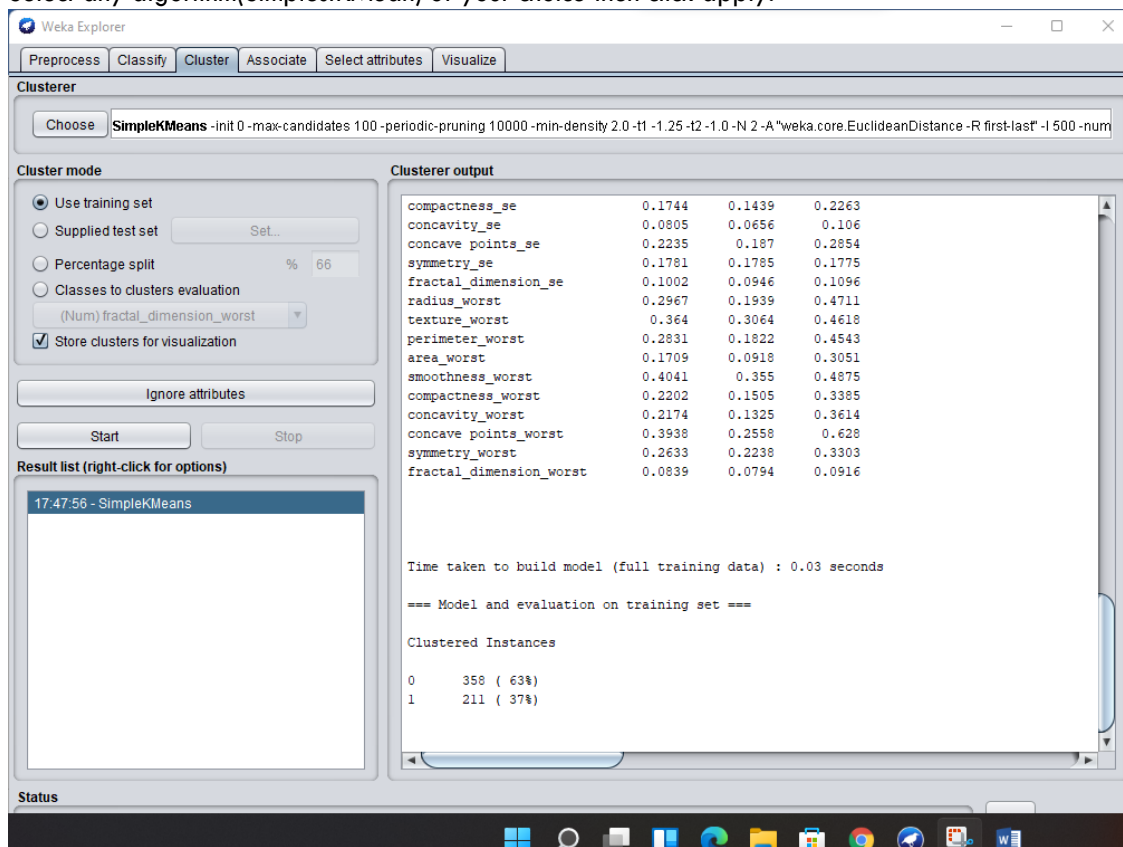 Weka Explorer
Preprocess Classify Cluster Associate Select attributes Visualize
Clusterer
Choose SimpleKMeans -init 0 -max-candidates 100 -periodic-pruning 10000 -min-density 2.0 -t1 -1.25 -t2 -1.0 -N 2 -A "weka.core.EuclideanDistance -R first-last" -I 500 -num
Cluster mode
Use training set
Supplied test set Set...
Percentage split % 66
Classes to clusters evaluation
(Num) fractal_dimension_worst
Store clusters for visualization
Ignore attributes
Start Stop
Result list (right-click for options)
17:47:56 - SimpleKMeans
Clusterer output
compactness_se 0.1744 0.1439 0.2263
concavity_se 0.0805 0.0656 0.106
concave points_se 0.2235 0.187 0.2854
symmetry_se 0.1781 0.1785 0.1775
fractal_dimension_se 0.1002 0.0946 0.1096
radius_worst 0.2967 0.1939 0.4711
texture_worst 0.364 0.3064 0.4618
perimeter_worst 0.2831 0.1822 0.4543
area_worst 0.1709 0.0918 0.3051
smoothness_worst 0.4041 0.355 0.4875
compactness_worst 0.2202 0.1505 0.3385
concavity_worst 0.2174 0.1325 0.3614
concave points_worst 0.3938 0.2558 0.628
symmetry_worst 0.2633 0.2238 0.3303
fractal_dimension_worst 0.0839 0.0794 0.0916
Time taken to build model (full training data) : 0.03 seconds
=== Model and evaluation on training set ===
Clustered Instances
0 358 ( 63%)
1 211 ( 37%)
Status